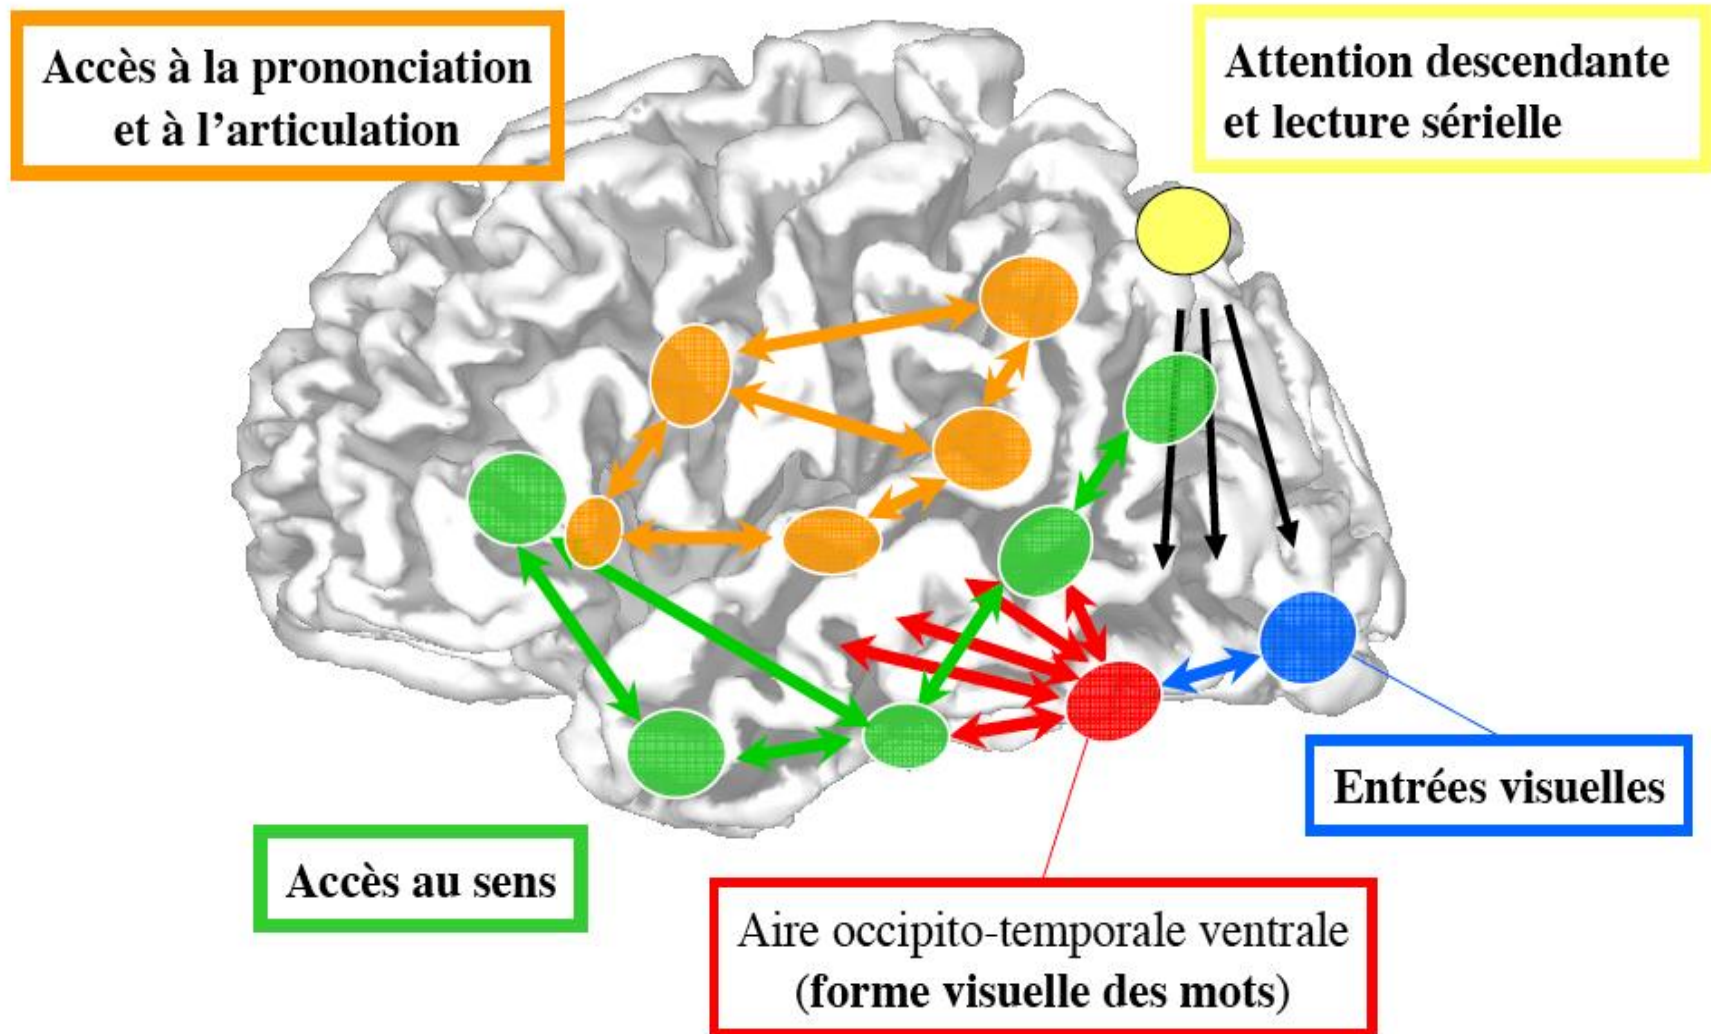 Accès à la prononciation
et à l’articulation
Attention descendante
et lecture sérielle
Entrées visuelles
Accès au sens
Aire occipito-temporale ventrale
(forme visuelle des mots)